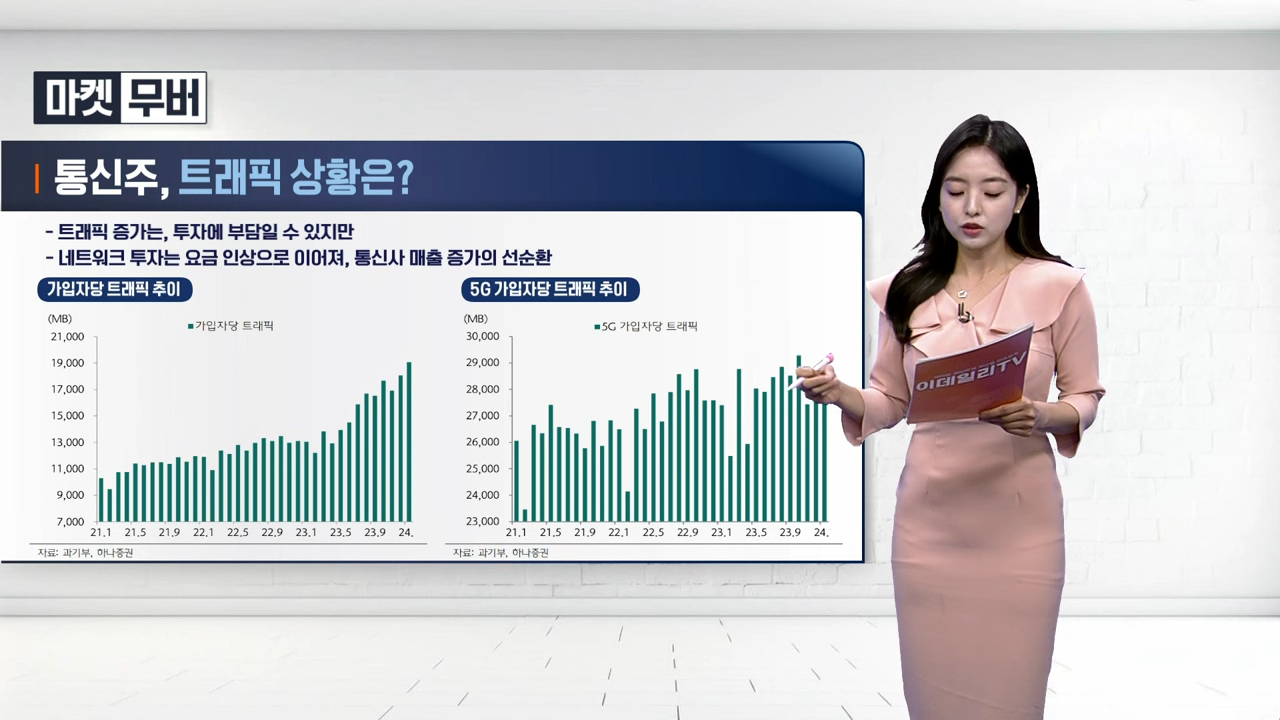 마켓 무버
통신주, 트래픽 상황은?
- 트래픽 증가는, 투자에 부담일 수 있지만
- 네트워크 투자는 요금 인상으로 이어져, 통신사 매출 증가의 선순환
가입자당 트래픽 추이
(MB)
가입자당 트래픽
21,000
19,000
17,000
15,000
13,000
11,000
9,000
7,000
21.1 21.5 21.9 22.1 22.5 22.9 23.1 23.5 23.9 24.
자료: 과기부, 하나증권
5G 가입자당 트래픽 추이
(MB)
5G 가입자당 트래픽
30,000
29,000
28,000
27,000
26,000
25,000
24,000
23,000
21.1 21.5 21.9 22.1 22.5 22.9 23.1 23.5 23.9 24.
자료: 과기부, 하나증권
이데일리TV